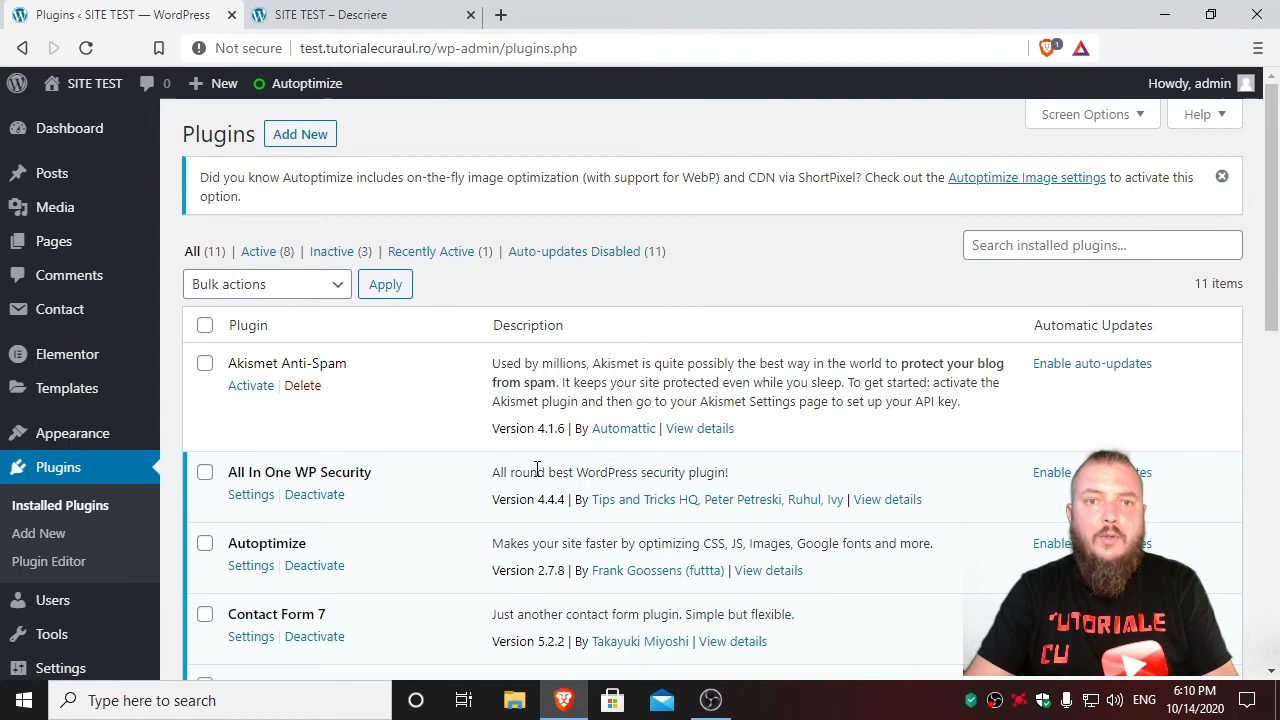 Plugins ‹ SITE TEST — WordPress
SITE TEST – Descriere
Not secure
test.tutorialecuraul.ro/wp-admin/plugins.php
1
SITE TEST
0
New
Autoptimize
Howdy, admin
Dashboard
Posts
Media
Pages
Comments
Contact
Elementor
Templates
Appearance
Plugins
Installed Plugins
Add New
Plugin Editor
Users
Tools
Settings
Screen Options
Help
Plugins
Add New
Did you know Autoptimize includes on-the-fly image optimization (with support for WebP) and CDN via ShortPixel? Check out the Autoptimize Image settings to activate this
option.
All (11) | Active (8) | Inactive (3) | Recently Active (1) | Auto-updates Disabled (11)
Search installed plugins...
Bulk actions
Apply
11 items
Plugin
Description
Automatic Updates
Akismet Anti-Spam
Activate | Delete
Used by millions, Akismet is quite possibly the best way in the world to protect your blog
from spam. It keeps your site protected even while you sleep. To get started: activate the
Akismet plugin and then go to your Akismet Settings page to set up your API key.
Version 4.1.6 | By Automattic | View details
Enable auto-updates
All In One WP Security
Settings | Deactivate
All round best WordPress security plugin!
Version 4.4.4 | By Tips and Tricks HQ, Peter Petreski, Ruhul, Ivy | View details
Autoptimize
Settings | Deactivate
Makes your site faster by optimizing CSS, JS, Images, Google fonts and more.
Version 2.7.8 | By Frank Goossens (futtta) | View details
Enable
Contact Form 7
Settings | Deactivate
Just another contact form plugin. Simple but flexible.
Version 5.2.2 | By Takayuki Miyoshi | View details
TUTORIALE
CU
Type here to search
ENG
6:10 PM
10/14/2020